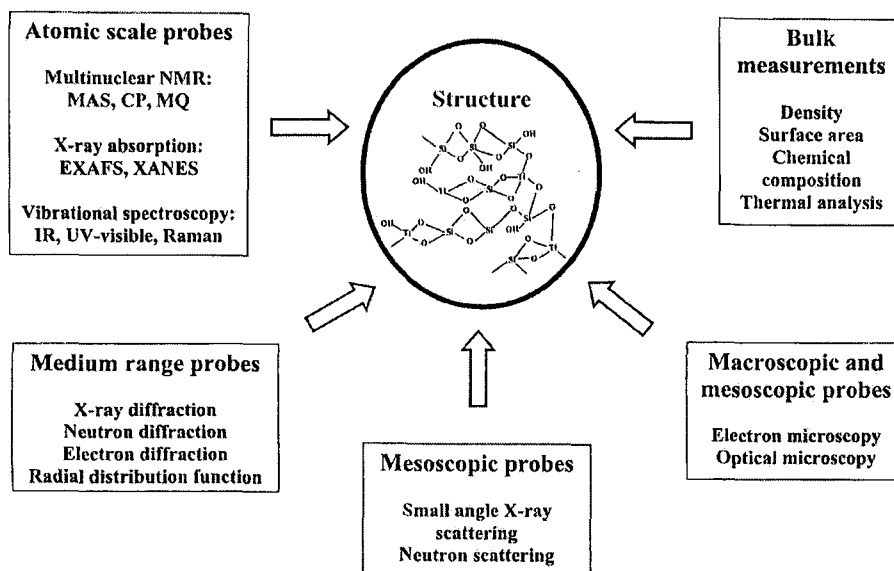 Atomic scale probes
Multinuclear NMR:
MAS, CP, MQ
X-ray absorption:
EXAFS, XANES
Vibrational spectroscopy:
IR, UV-visible, Raman
Structure
Bulk
measurements
Density
Surface area
Chemical
composition
Thermal analysis
Medium range probes
X-ray diffraction
Neutron diffraction
Electron diffraction
Radial distribution function
Mesoscopic probes
Small angle X-ray
scattering
Neutron scattering
Macroscopic and
mesoscopic probes
Electron microscopy
Optical microscopy